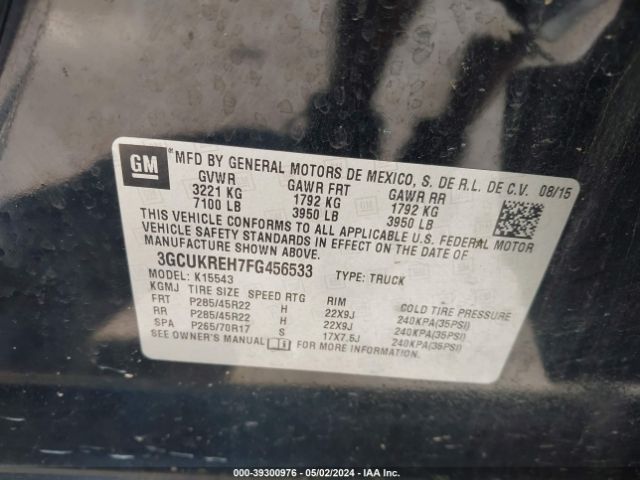 GM
MFD BY GENERAL MOTORS DE MEXICO, S. DE R.L. DE C.V. 08/15
GVWR GAWR FRT GAWR RR
3221 KG 1792 KG 1792 KG
7100 LB 3950 LB 3950 LB
THIS VEHICLE CONFORMS TO ALL APPLICABLE U.S. FEDERAL MOTOR
VEHICLE SAFETY STANDARDS IN EFFECT ON THE DATE OF
MANUFACTURE SHOWN ABOVE.
3GCUKREH7FG456533 TYPE: TRUCK
MODEL: K15543
KGMJ TIRE SIZE SPEED RTG RIM COLD TIRE PRESSURE
FRT P285/45R22 H 22X9J 240KPA(35PSI)
RR P285/45R22 H 22X9J 240KPA(35PSI)
SPA P265/70R17 S 17X7.5J 240KPA(35PSI)
SEE OWNER'S MANUAL FOR MORE INFORMATION.
000-39300976 - 05/02/2024 - IAA Inc.